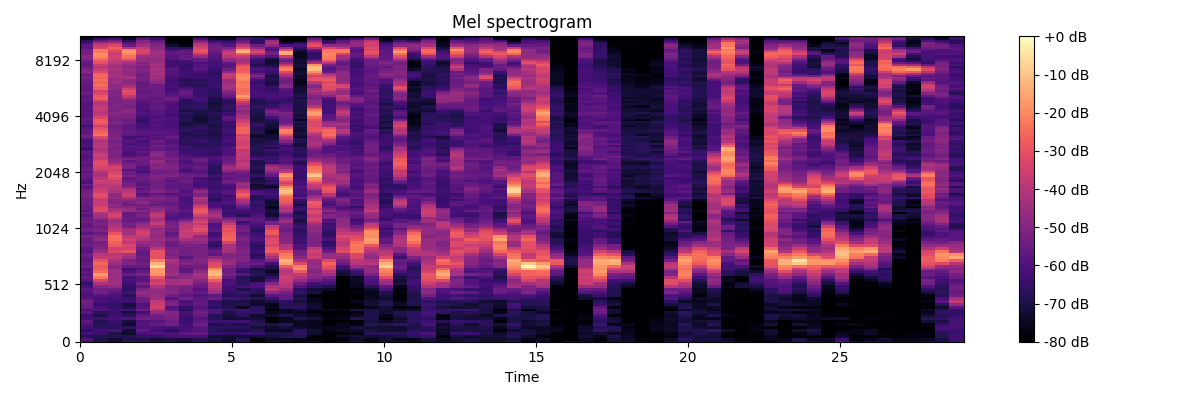 Mel spectrogram
Hz
8192
4096
2048
1024
512
0
0 5 10 15 20 25
Time
+0 dB
-10 dB
-20 dB
-30 dB
-40 dB
-50 dB
-60 dB
-70 dB
-80 dB